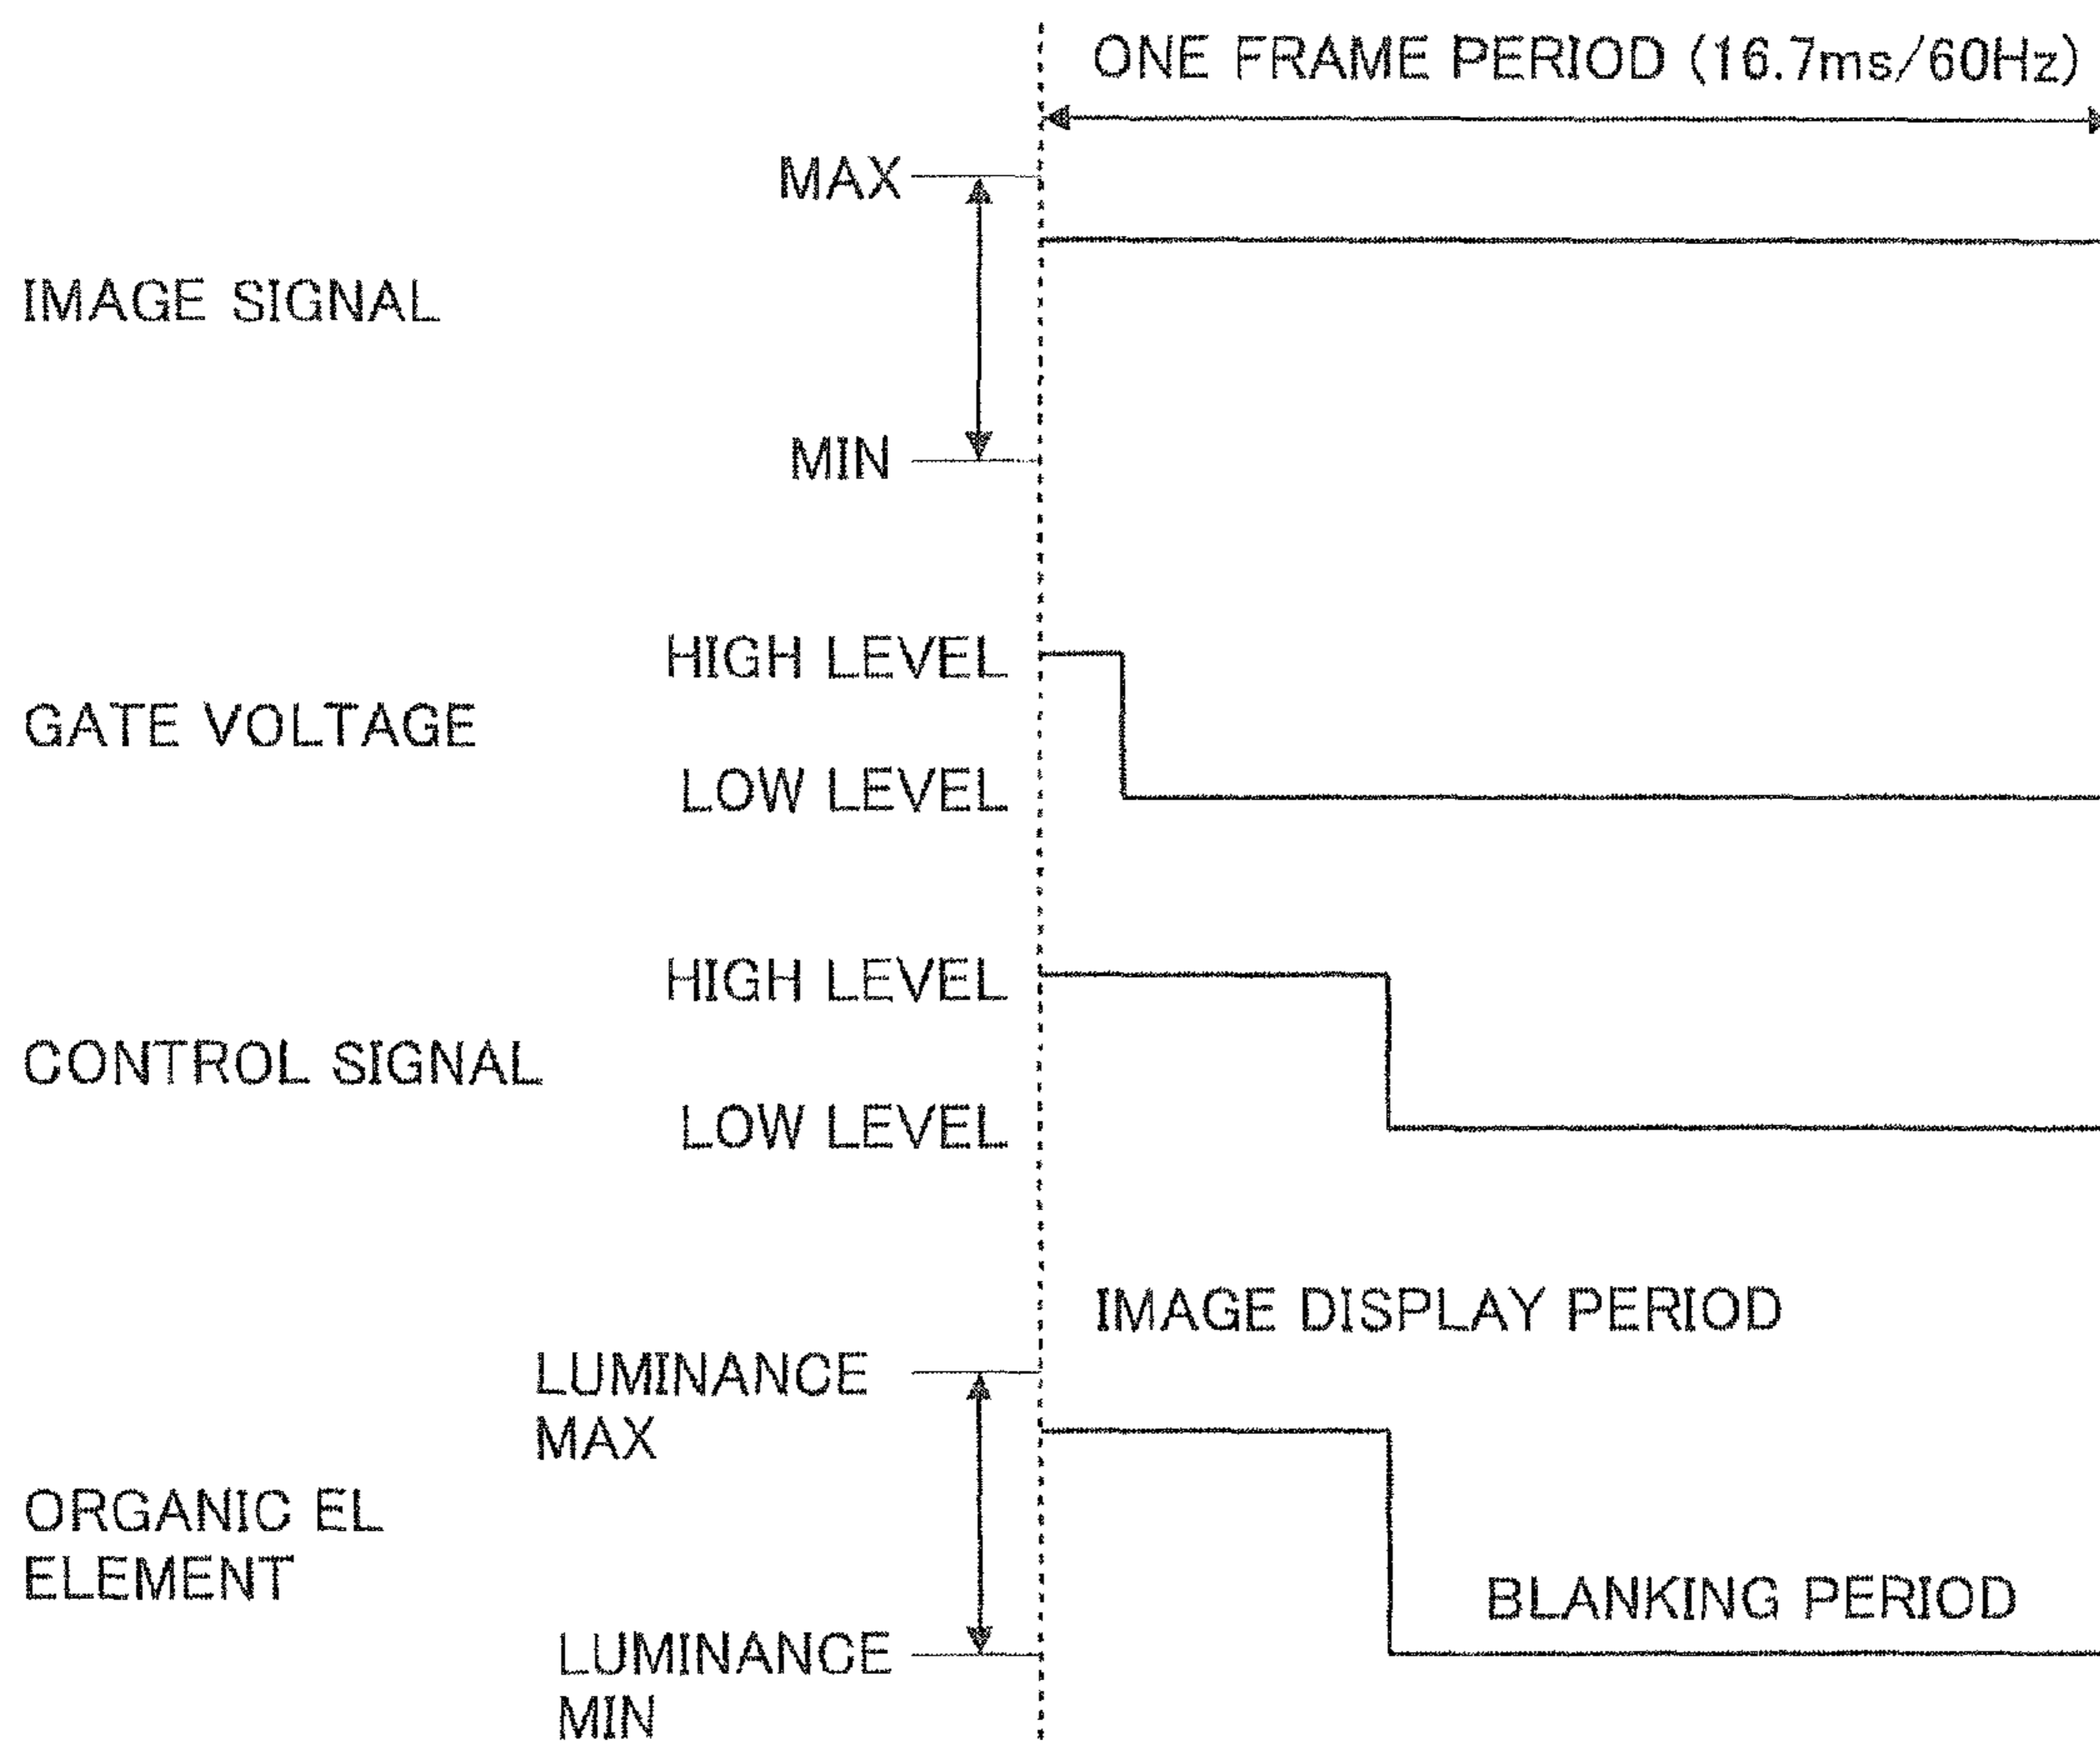 ONE FRAME PERIOD (16.7ms/60Hz)
MAX
IMAGE SIGNAL
MIN
HIGH LEVEL
GATE VOLTAGE
LOW LEVEL
HIGH LEVEL
CONTROL SIGNAL
LOW LEVEL
IMAGE DISPLAY PERIOD
LUMINANCE
MAX
ORGANIC EL
ELEMENT
BLANKING PERIOD
LUMINANCE
MIN